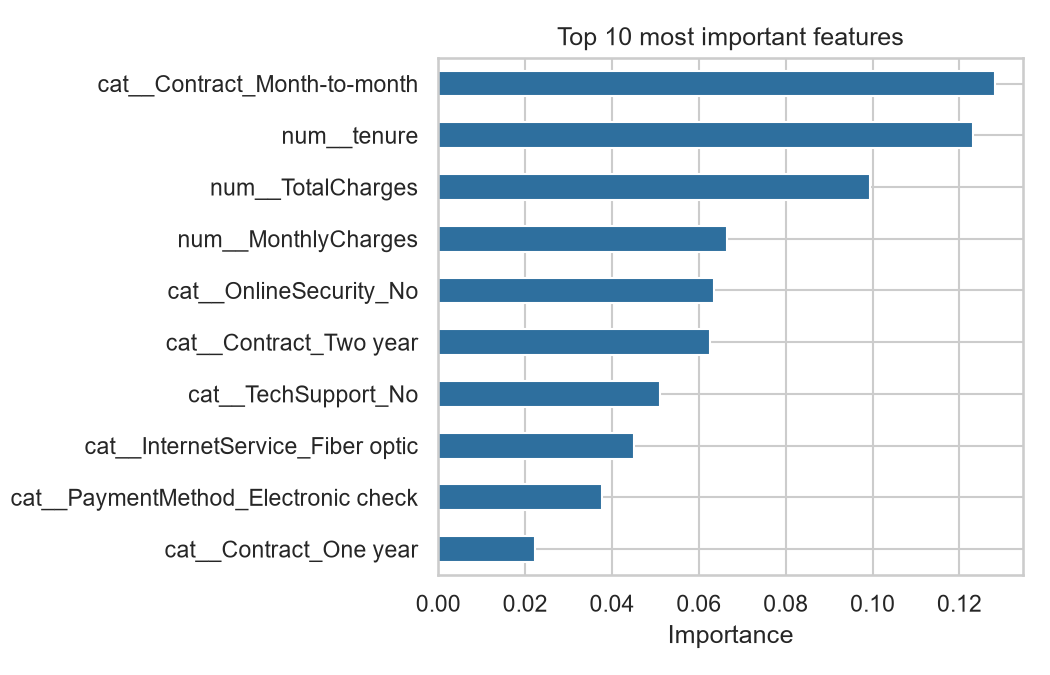 Top 10 most important features
cat__Contract_Month-to-month
num__tenure
num__TotalCharges
num__MonthlyCharges
cat__OnlineSecurity_No
cat__Contract_Two year
cat__TechSupport_No
cat__InternetService_Fiber optic
cat__PaymentMethod_Electronic check
cat__Contract_One year
0.00 0.02 0.04 0.06 0.08 0.10 0.12
Importance